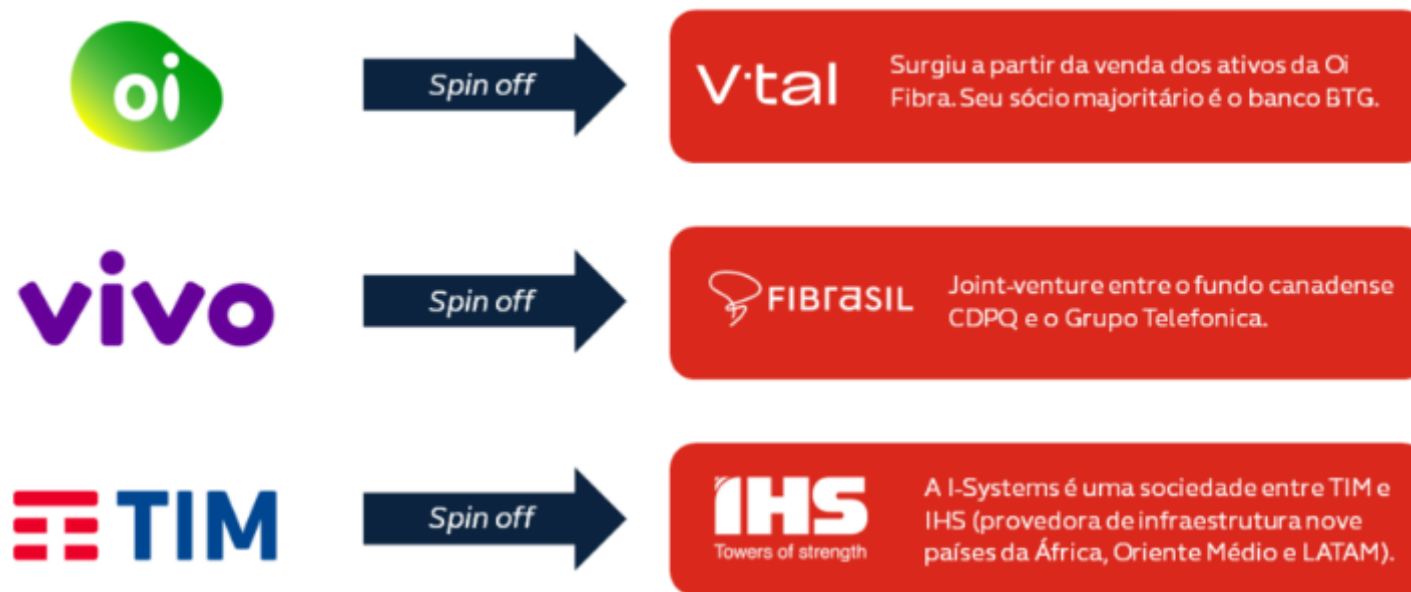 oi
Spin off
V·tal
Surgiu a partir da venda dos ativos da Oi
Fibra. Seu sócio majoritário é o banco BTG.
vivo
Spin off
FIBrasIL
Joint-venture entre o fundo canadense
CDPQ e o Grupo Telefonica.
TIM
Spin off
IHS
Towers of strength
A I-Systems é uma sociedade entre TIM e
IHS (provedora de infraestrutura nove
países da África, Oriente Médio e LATAM).